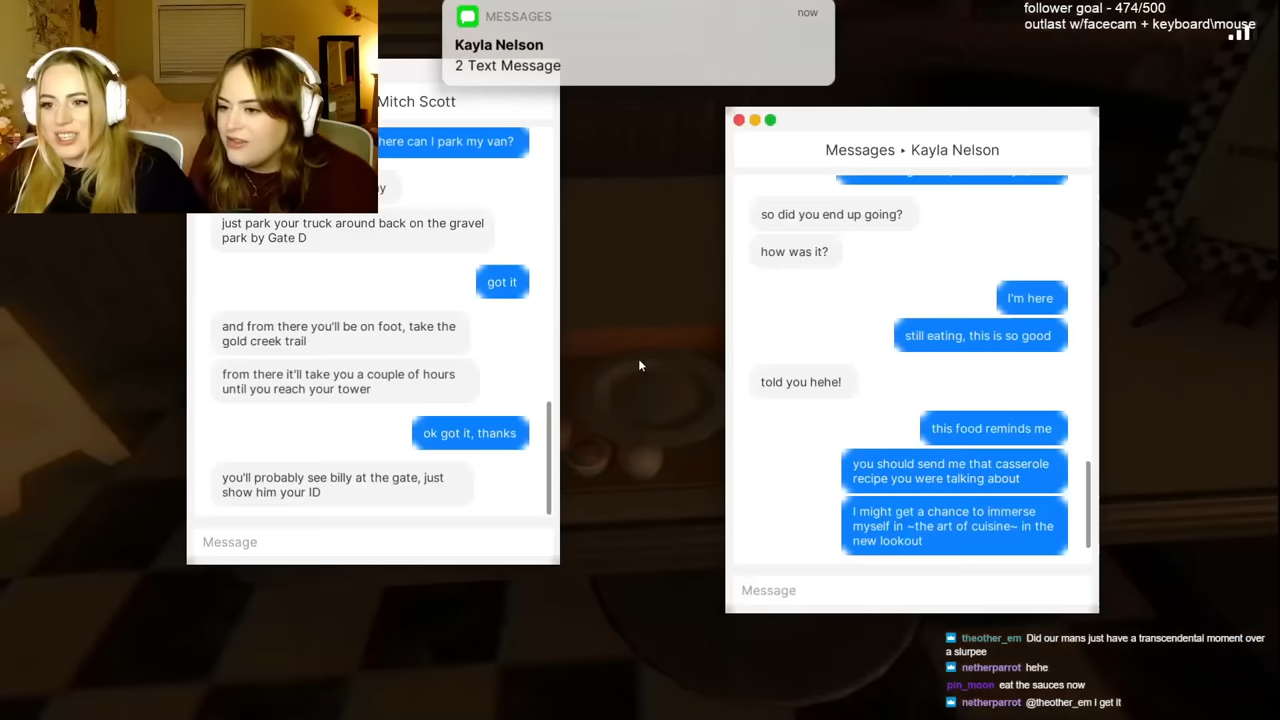 MESSAGES
now
Kayla Nelson
2 Text Message
follower goal - 474/500
outlast w/facecam + keyboard\mouse
Mitch Scott
here can I park my van?
just park your truck around back on the gravel
park by Gate D
got it
and from there you'll be on foot, take the
gold creek trail
from there it'll take you a couple of hours
until you reach your tower
ok got it, thanks
you'll probably see billy at the gate, just
show him your ID
Message
Messages ▸ Kayla Nelson
so did you end up going?
how was it?
I'm here
still eating, this is so good
told you hehe!
this food reminds me
you should send me that casserole
recipe you were talking about
I might get a chance to immerse
myself in ~the art of cuisine~ in the
new lookout
Message
theother_em Did our mans just have a transcendental moment over
a slurpee
netherparrot hehe
pin_moon eat the sauces now
netherparrot @theother_em I get it